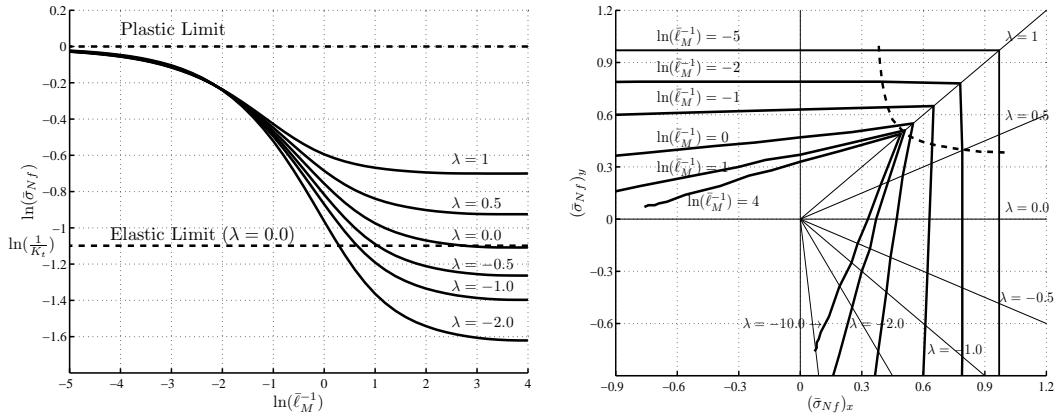 Plastic Limit
0.2
0
−0.2
−0.4
−0.6
−0.8
−1
ln(1/K_t)
−1.2
−1.4
−1.6
ln(σ̄_Nf)
λ = 1
λ = 0.5
λ = 0.0
Elastic Limit (λ = 0.0)
λ = −0.5
λ = −1.0
λ = −2.0
−5 −4 −3 −2 −1 0 1 2 3 4
ln(ℓ̄_M^−1)
1.2
0.9
0.6
0.3
0
−0.3
−0.6
(σ̄_Nf)_y
ln(ℓ̄_M^−1) = −5
ln(ℓ̄_M^−1) = −2
ln(ℓ̄_M^−1) = −1
ln(ℓ̄_M^−1) = 0
ln(ℓ̄_M^−1) = 1
ln(ℓ̄_M^−1) = 4
λ = 1
λ = 0.5
λ = 0.0
λ = −0.5
λ = −10.0 →
λ = −2.0
λ = −1.0
−0.9 −0.6 −0.3 0 0.3 0.6 0.9 1.2
(σ̄_Nf)_x